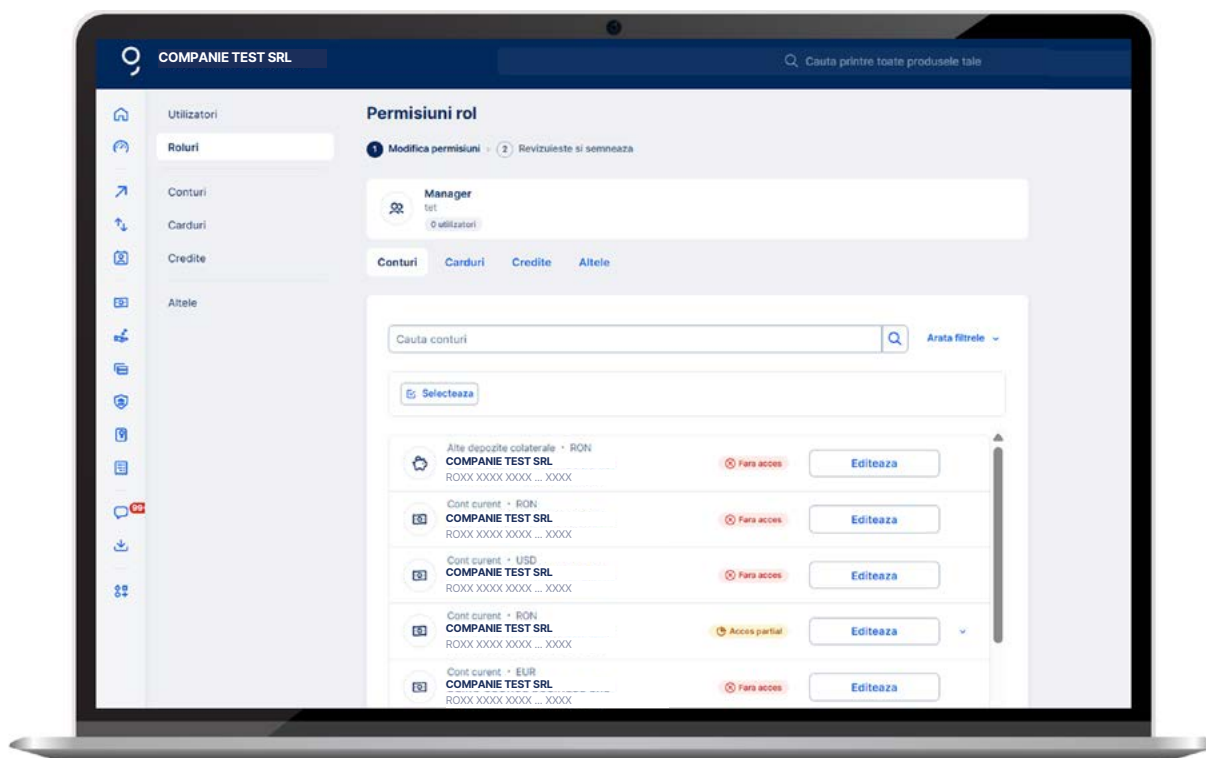 COMPANIE TEST SRL
Cauta printre toate produsele tale
Utilizatori
Roluri
Conturi
Carduri
Credite
Altele
99+
Permisiuni rol
1 Modifica permisiuni 2 Revizuieste si semneaza
Manager
tet
0 utilizatori
Conturi Carduri Credite Altele
Cauta conturi
Arata filtrele
Selecteaza
Alte depozite colaterale • RON
COMPANIE TEST SRL
ROXX XXXX XXXX ... XXXX
Fara acces
Editeaza
Cont curent • RON
COMPANIE TEST SRL
ROXX XXXX XXXX ... XXXX
Fara acces
Editeaza
Cont curent • USD
COMPANIE TEST SRL
ROXX XXXX XXXX ... XXXX
Fara acces
Editeaza
Cont curent • RON
COMPANIE TEST SRL
ROXX XXXX XXXX ... XXXX
Acces partial
Editeaza
Cont curent • EUR
COMPANIE TEST SRL
ROXX XXXX XXXX ... XXXX
Fara acces
Editeaza